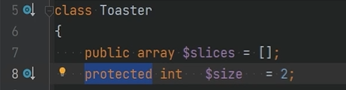 5 class Toaster
6 {
7 public array $slices = [];
8 protected int $size = 2;